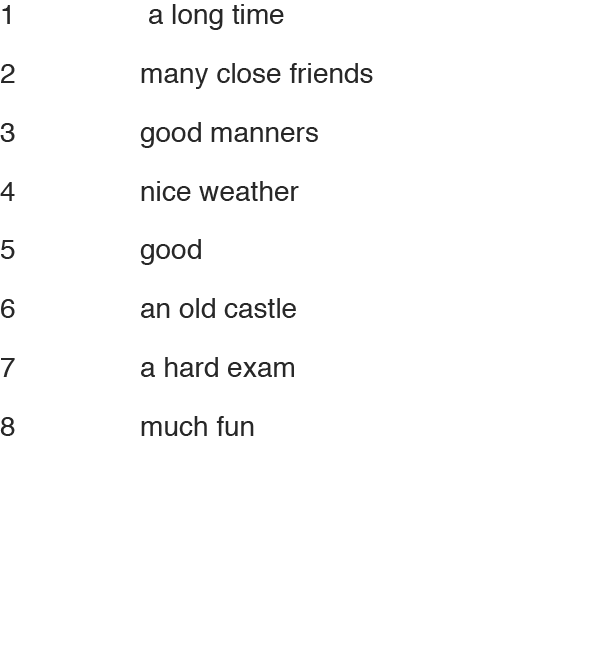 1 a long time
2 many close friends
3 good manners
4 nice weather
5 good
6 an old castle
7 a hard exam
8 much fun